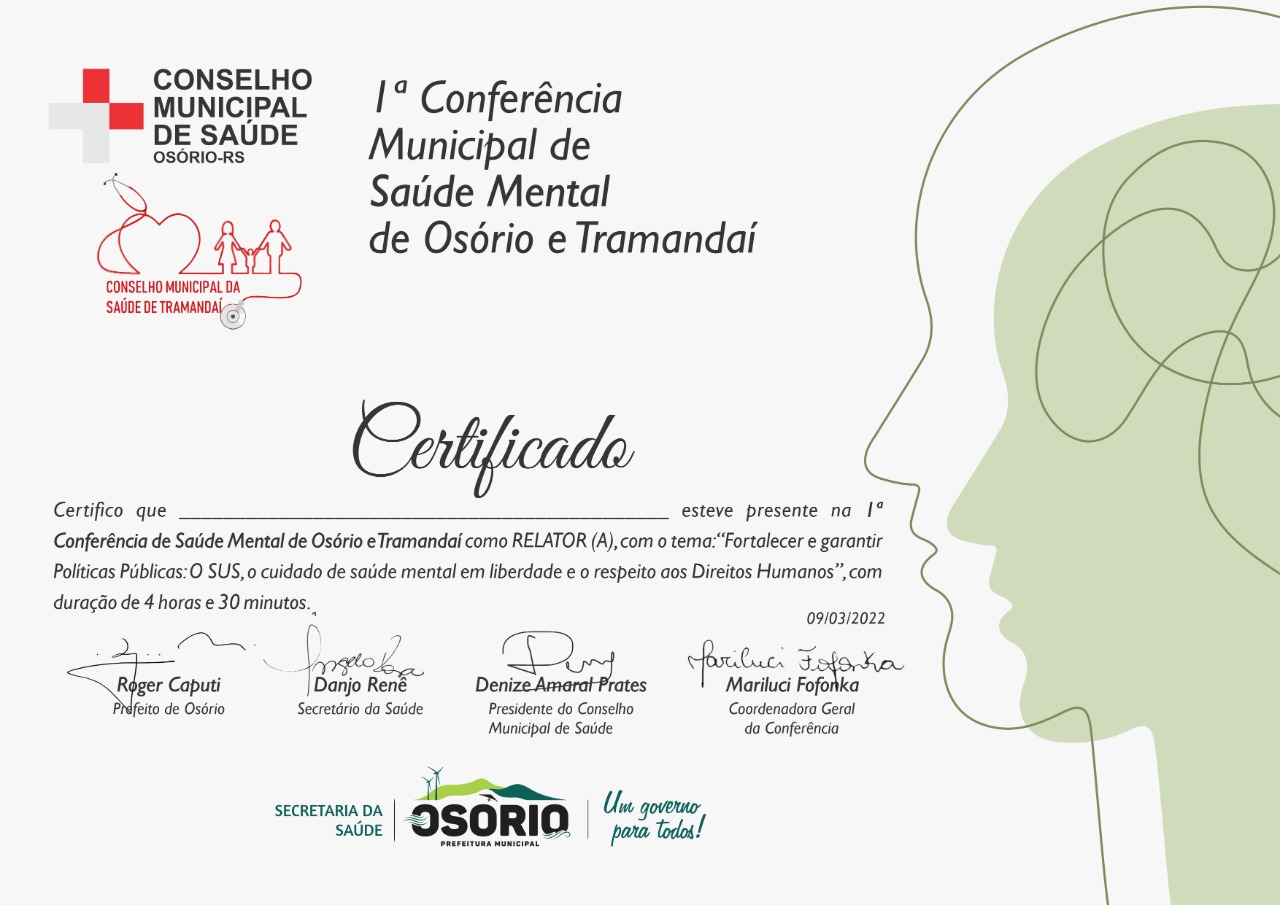 CONSELHO
MUNICIPAL
DE SAÚDE
OSÓRIO-RS
CONSELHO MUNICIPAL DA
SAÚDE DE TRAMANDAÍ
1ª Conferência
Municipal de
Saúde Mental
de Osório e Tramandaí
Certificado
Certifico que ____________________________________________ esteve presente na 1ª
Conferência de Saúde Mental de Osório e Tramandaí como RELATOR (A), com o tema: “Fortalecer e garantir
Políticas Públicas: O SUS, o cuidado de saúde mental em liberdade e o respeito aos Direitos Humanos”, com
duração de 4 horas e 30 minutos.
09/03/2022
Mariluci Fofonka
Roger Caputi
Danjo Renê
Denize Amaral Prates
Mariluci Fofonka
Prefeito de Osório
Secretário da Saúde
Presidente do Conselho
Municipal de Saúde
Coordenadora Geral
da Conferência
SECRETARIA DA
SAÚDE
OSÓRIO
PREFEITURA MUNICIPAL
Um governo
para todos!